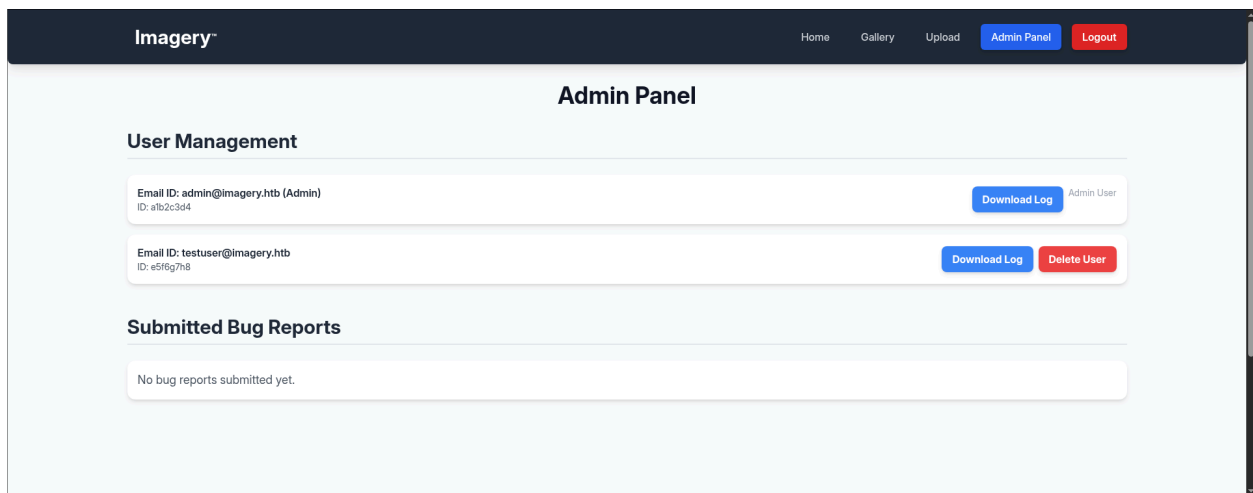 Imagery™
Home Gallery Upload Admin Panel Logout
Admin Panel
User Management
Email ID: admin@imagery.htb (Admin)
ID: a1b2c3d4
Download Log Admin User
Email ID: testuser@imagery.htb
ID: e5f6g7h8
Download Log Delete User
Submitted Bug Reports
No bug reports submitted yet.